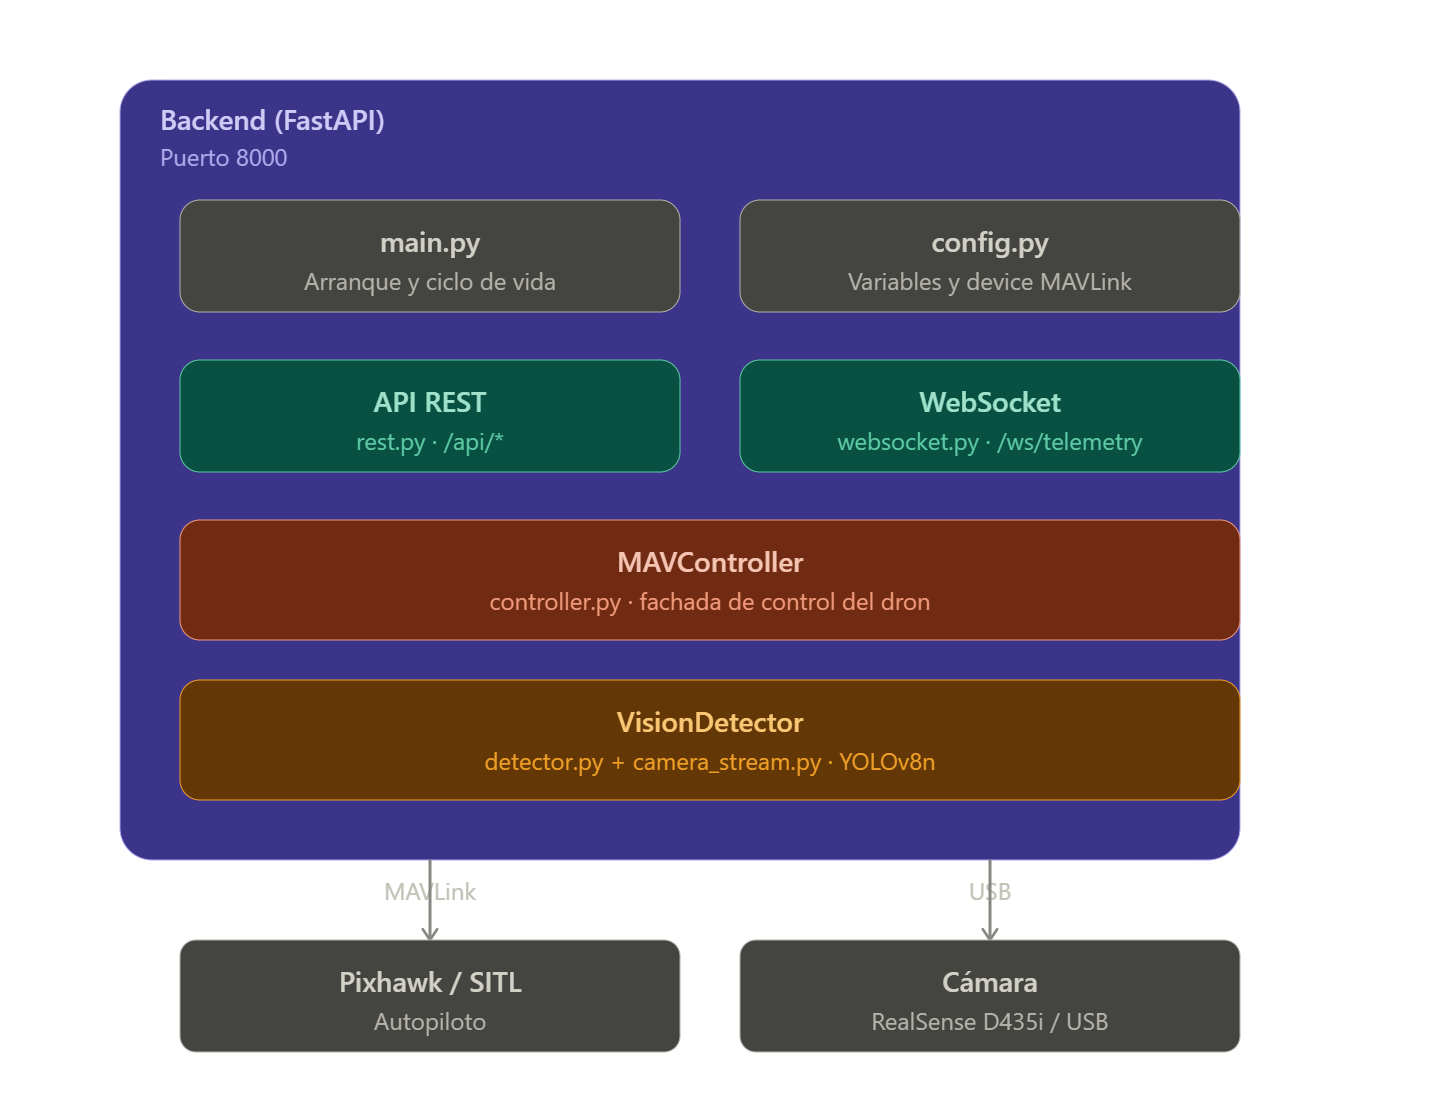 Backend (FastAPI)
Puerto 8000
main.py
Arranque y ciclo de vida
config.py
Variables y device MAVLink
API REST
rest.py · /api/*
WebSocket
websocket.py · /ws/telemetry
MAVController
controller.py · fachada de control del dron
VisionDetector
detector.py + camera_stream.py · YOLOv8n
MAVLink
USB
Pixhawk / SITL
Autopiloto
Cámara
RealSense D435i / USB